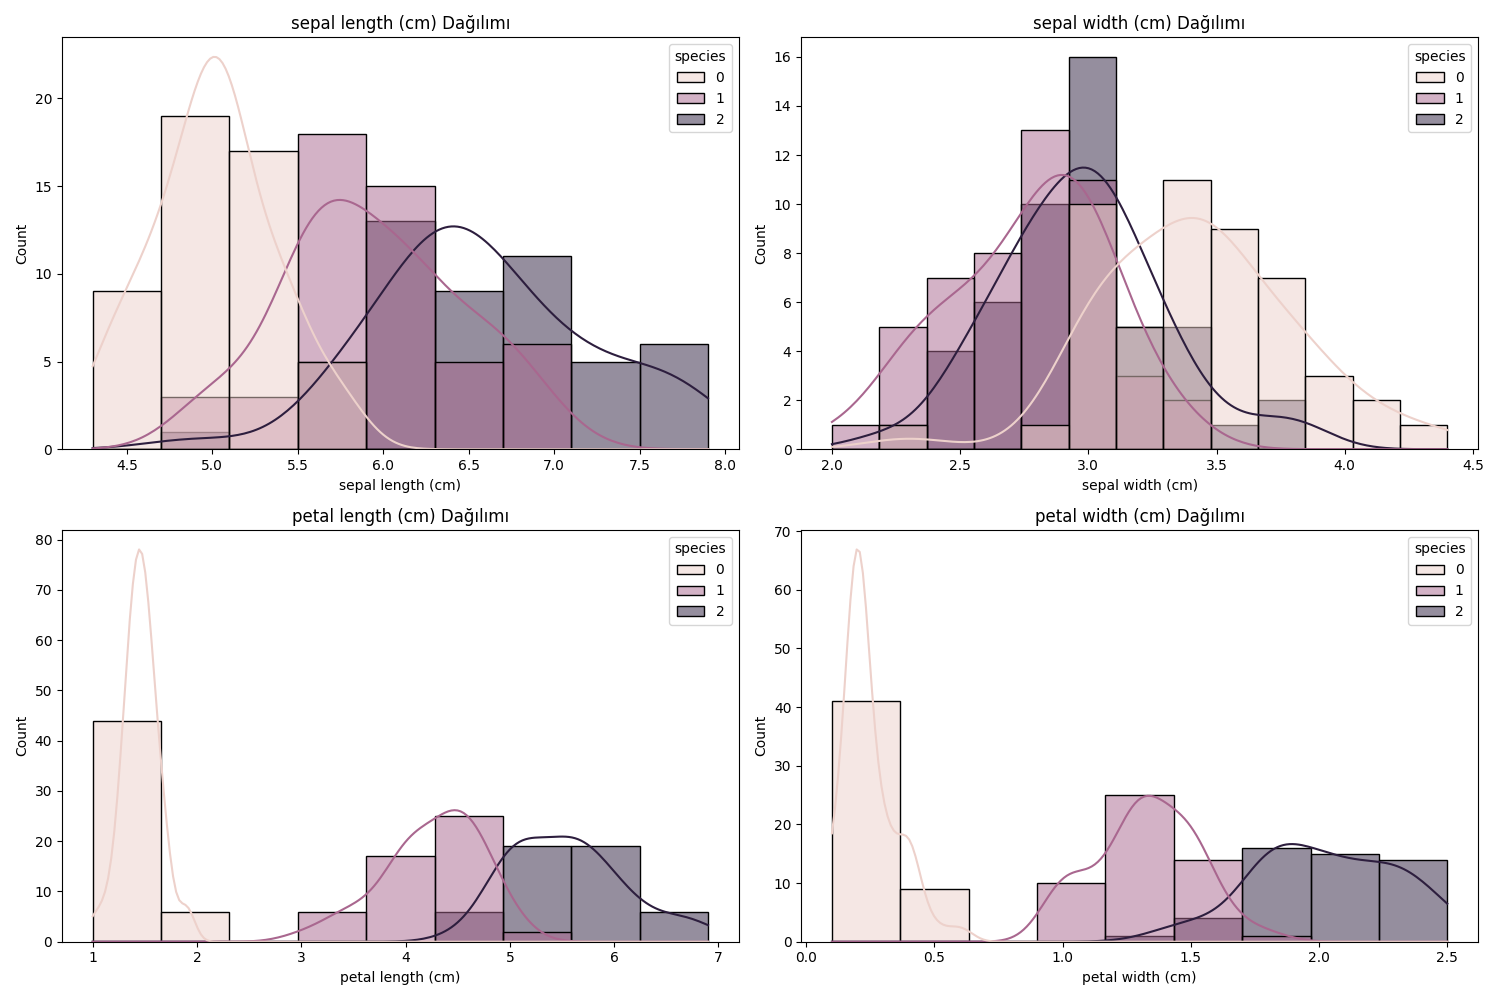 sepal length (cm) Dağılımı
species
0
1
2
Count
20
15
10
5
0
4.5 5.0 5.5 6.0 6.5 7.0 7.5 8.0
sepal length (cm)
sepal width (cm) Dağılımı
species
0
1
2
Count
16
14
12
10
8
6
4
2
0
2.0 2.5 3.0 3.5 4.0 4.5
sepal width (cm)
petal length (cm) Dağılımı
species
0
1
2
Count
80
70
60
50
40
30
20
10
0
1 2 3 4 5 6 7
petal length (cm)
petal width (cm) Dağılımı
species
0
1
2
Count
70
60
50
40
30
20
10
0
0.0 0.5 1.0 1.5 2.0 2.5
petal width (cm)